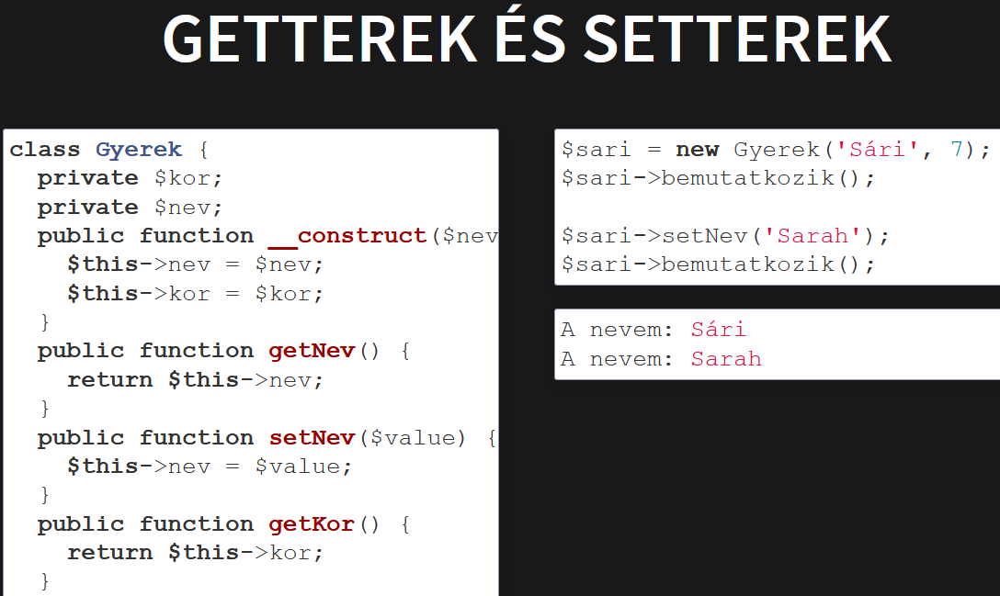 GETTEREK ÉS SETTEREK
class Gyerek {
  private $kor;
  private $nev;
  public function __construct($nev
    $this->nev = $nev;
    $this->kor = $kor;
  }
  public function getNev() {
    return $this->nev;
  }
  public function setNev($value) {
    $this->nev = $value;
  }
  public function getKor() {
    return $this->kor;
  }
$sari = new Gyerek('Sári', 7);
$sari->bemutatkozik();

$sari->setNev('Sarah');
$sari->bemutatkozik();
A nevem: Sári
A nevem: Sarah